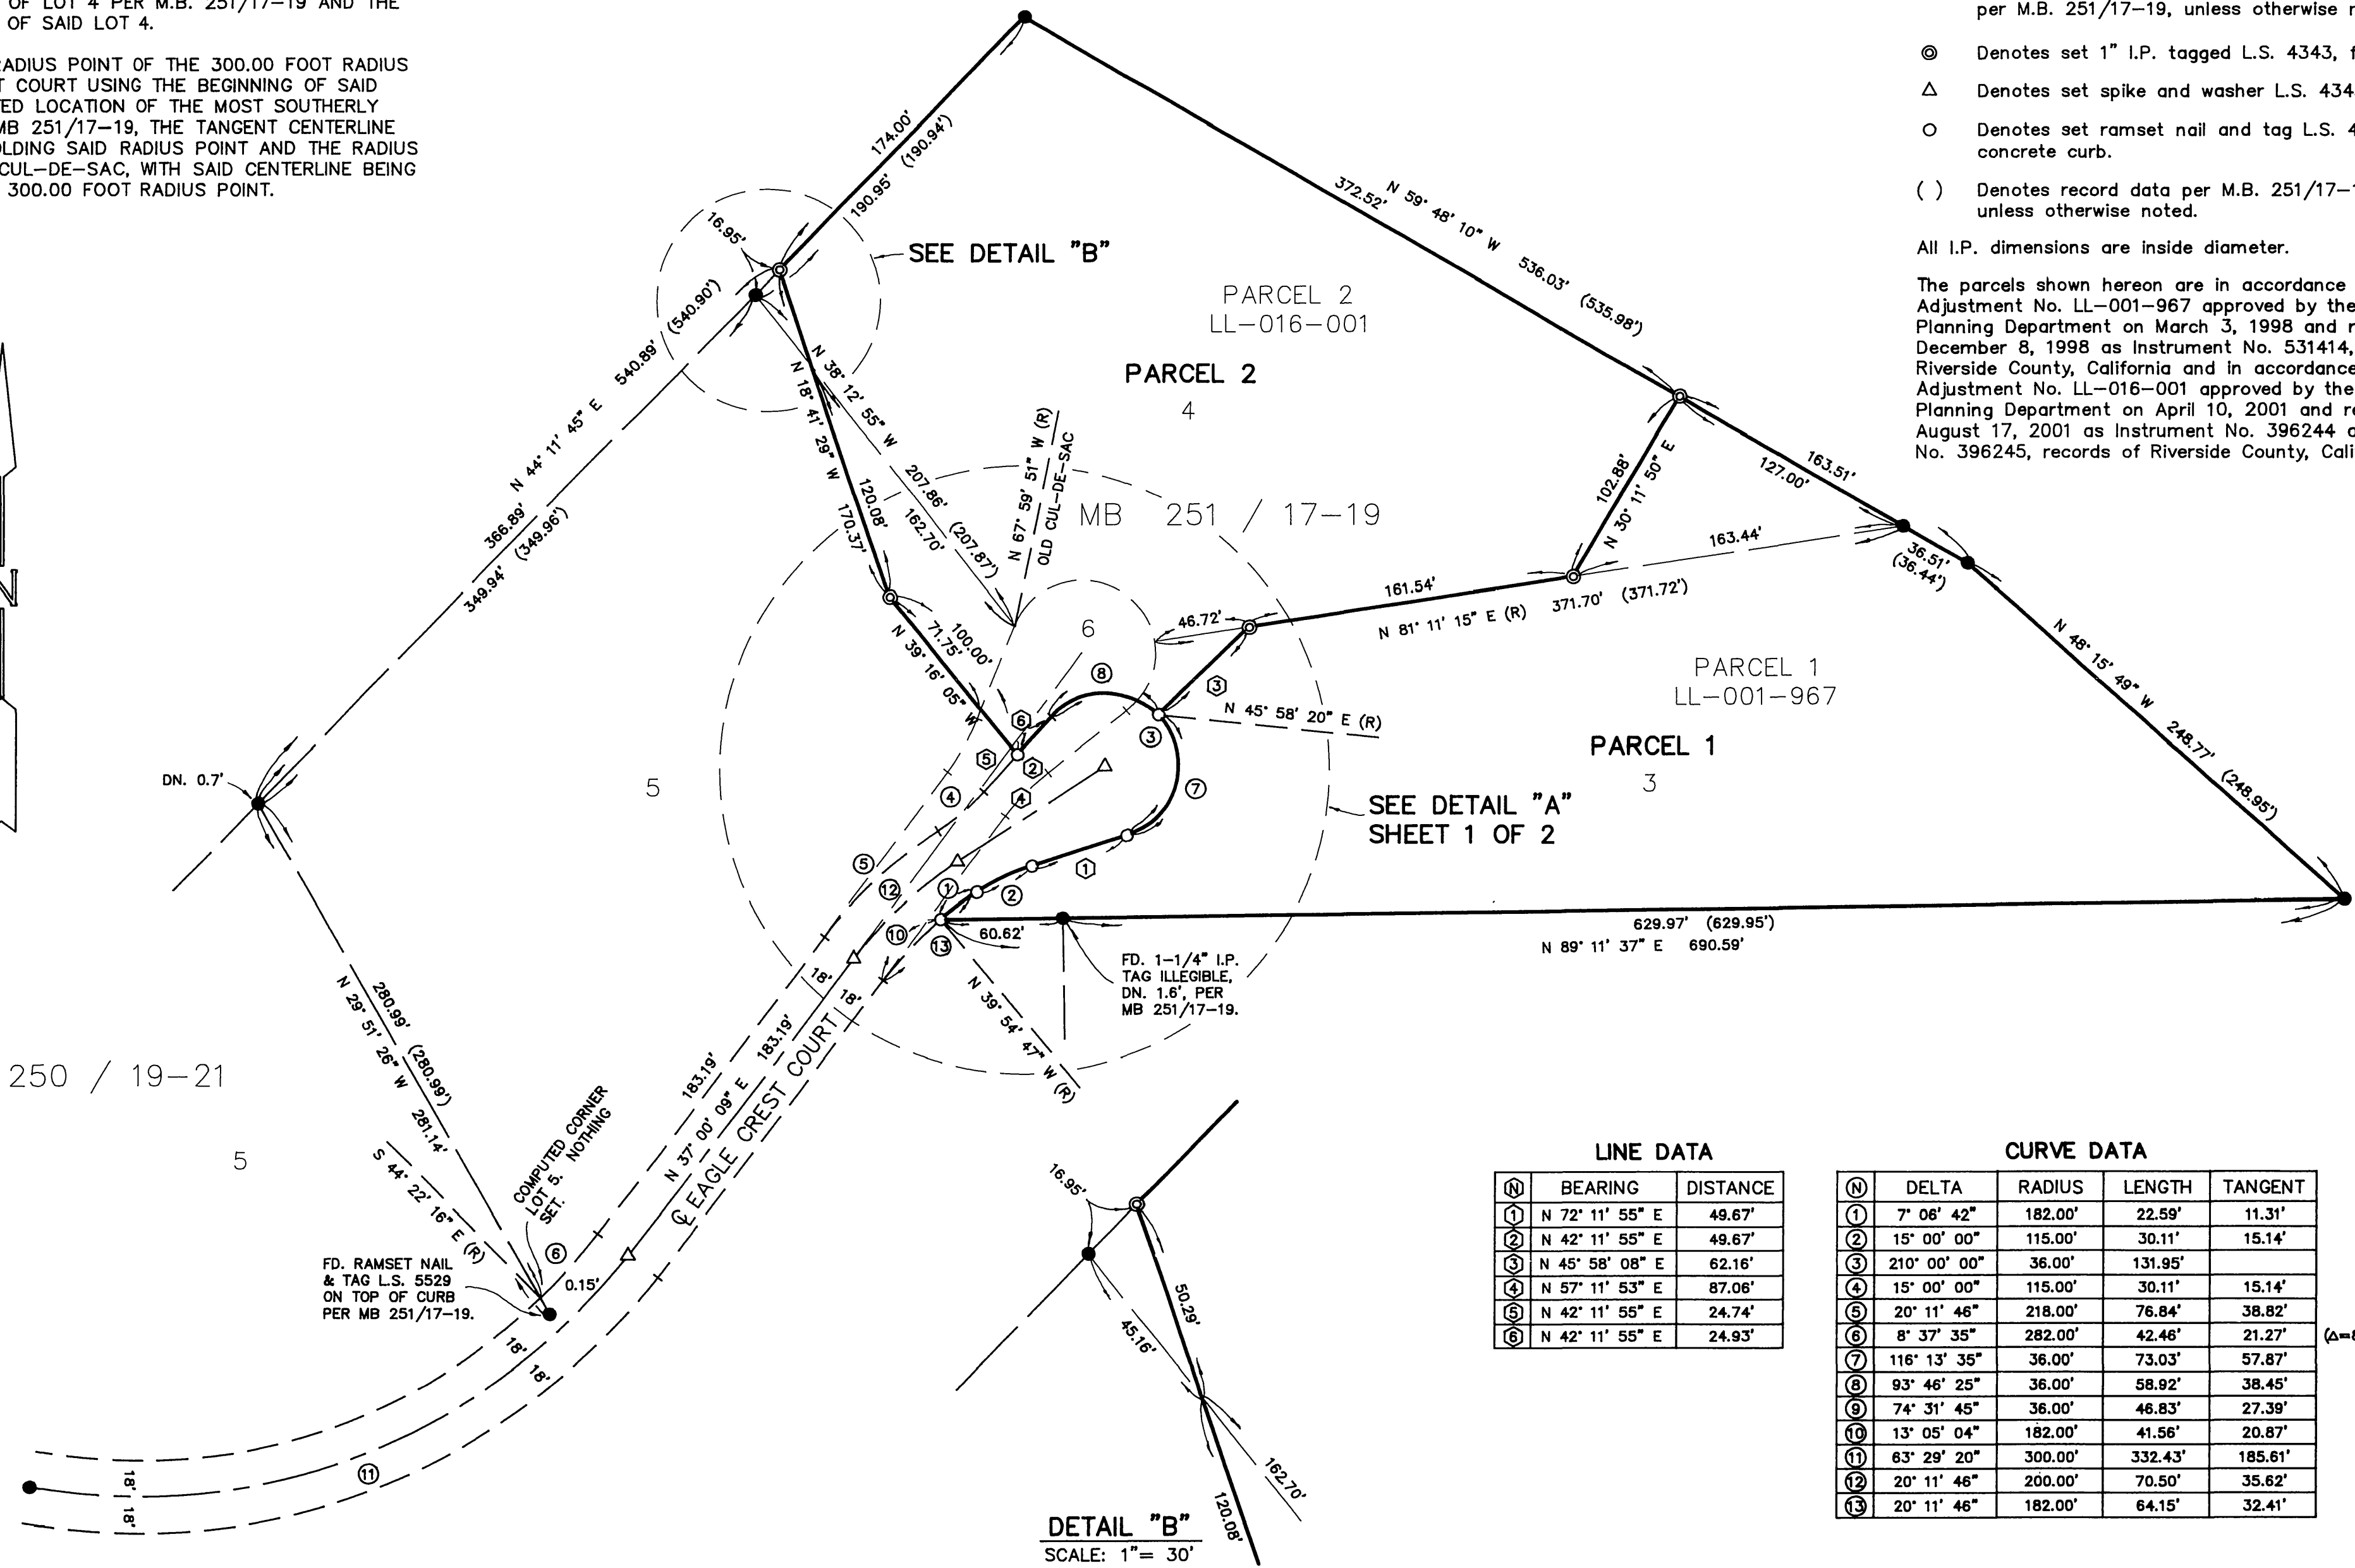 OF LOT 4 PER M.B. 251/17-19 AND THE
OF SAID LOT 4.
RADIUS POINT OF THE 300.00 FOOT RADIUS
COURT USING THE BEGINNING OF SAID
LOCATION OF THE MOST SOUTHERLY
MB 251/17-19, THE TANGENT CENTERLINE
SAID RADIUS POINT AND THE RADIUS
CUL-DE-SAC, WITH SAID CENTERLINE BEING
300.00 FOOT RADIUS POINT.
per M.B. 251/17-19, unless otherwise
◎ Denotes set 1" I.P. tagged L.S. 4343,
△ Denotes set spike and washer L.S.
○ Denotes set ramset nail and tag L.S.
concrete curb.
( ) Denotes record data per M.B.
unless otherwise noted.
All I.P. dimensions are inside diameter.
The parcels shown hereon are in accordance
Adjustment No. LL-001-967 approved by the
Planning Department on March 3, 1998 and
December 8, 1998 as Instrument No. 531414,
Riverside County, California and in accordance
Adjustment No. LL-016-001 approved by the
Planning Department on April 10, 2001 and
August 17, 2001 as Instrument No. 396244
No. 396245, records of Riverside County,
N
174.00'
190.95' (190.94')
16.95'
SEE DETAIL "B"
N 59° 48' 10" W 536.03' (535.98')
372.52'
PARCEL 2
LL-016-001
PARCEL 2
4
N 44° 11' 45" E 540.89' (540.90')
366.89'
349.94' (349.96')
N 38° 12' 55" W 207.86' (207.87')
162.70'
N 18° 41' 29" W 170.37'
120.08'
N 67° 59' 51" W (R)
OLD CUL-DE-SAC
MB 251 / 17-19
102.88'
N 30° 11' 50" E
163.51'
127.00'
163.44'
36.51'
(36.44')
161.54'
N 81° 11' 15" E (R) 371.70' (371.72')
46.72'
6
100.00'
71.75'
N 39° 16' 05" W
8
3
N 45° 58' 20" E (R)
3
6
5
2
4
4
7
PARCEL 1
LL-001-967
PARCEL 1
3
N 48° 15' 49" W 248.77' (248.95')
DN. 0.7'
5
SEE DETAIL "A"
SHEET 1 OF 2
5
12
1
2
1
10
13
60.62'
629.97' (629.95')
N 89° 11' 37" E 690.59'
FD. 1-1/4" I.P.
TAG ILLEGIBLE,
DN. 1.6', PER
MB 251/17-19.
N 39° 54' 47" W (R)
18'
18'
183.19'
N 37° 00' 09" E 183.19'
℄ EAGLE CREST COURT
280.99' (280.99')
N 29° 51' 26" W 281.14'
250 / 19-21
5
S 44° 22' 16" E (R)
COMPUTED CORNER
LOT 5. NOTHING
SET.
6
0.15'
FD. RAMSET NAIL
& TAG L.S. 5529
ON TOP OF CURB
PER MB 251/17-19.
18'
18'
11
18'
18'
16.95'
50.29'
45.16'
162.70'
120.08'
DETAIL "B"
SCALE: 1"= 30'
LINE DATA
N BEARING DISTANCE
1 N 72° 11' 55" E 49.67'
2 N 42° 11' 55" E 49.67'
3 N 45° 58' 08" E 62.16'
4 N 57° 11' 53" E 87.06'
5 N 42° 11' 55" E 24.74'
6 N 42° 11' 55" E 24.93'
CURVE DATA
N DELTA RADIUS LENGTH TANGENT
1 7° 06' 42" 182.00' 22.59' 11.31'
2 15° 00' 00" 115.00' 30.11' 15.14'
3 210° 00' 00" 36.00' 131.95'
4 15° 00' 00" 115.00' 30.11' 15.14'
5 20° 11' 46" 218.00' 76.84' 38.82'
6 8° 37' 35" 282.00' 42.46' 21.27' (Δ=
7 116° 13' 35" 36.00' 73.03' 57.87'
8 93° 46' 25" 36.00' 58.92' 38.45'
9 74° 31' 45" 36.00' 46.83' 27.39'
10 13° 05' 04" 182.00' 41.56' 20.87'
11 63° 29' 20" 300.00' 332.43' 185.61'
12 20° 11' 46" 200.00' 70.50' 35.62'
13 20° 11' 46" 182.00' 64.15' 32.41'